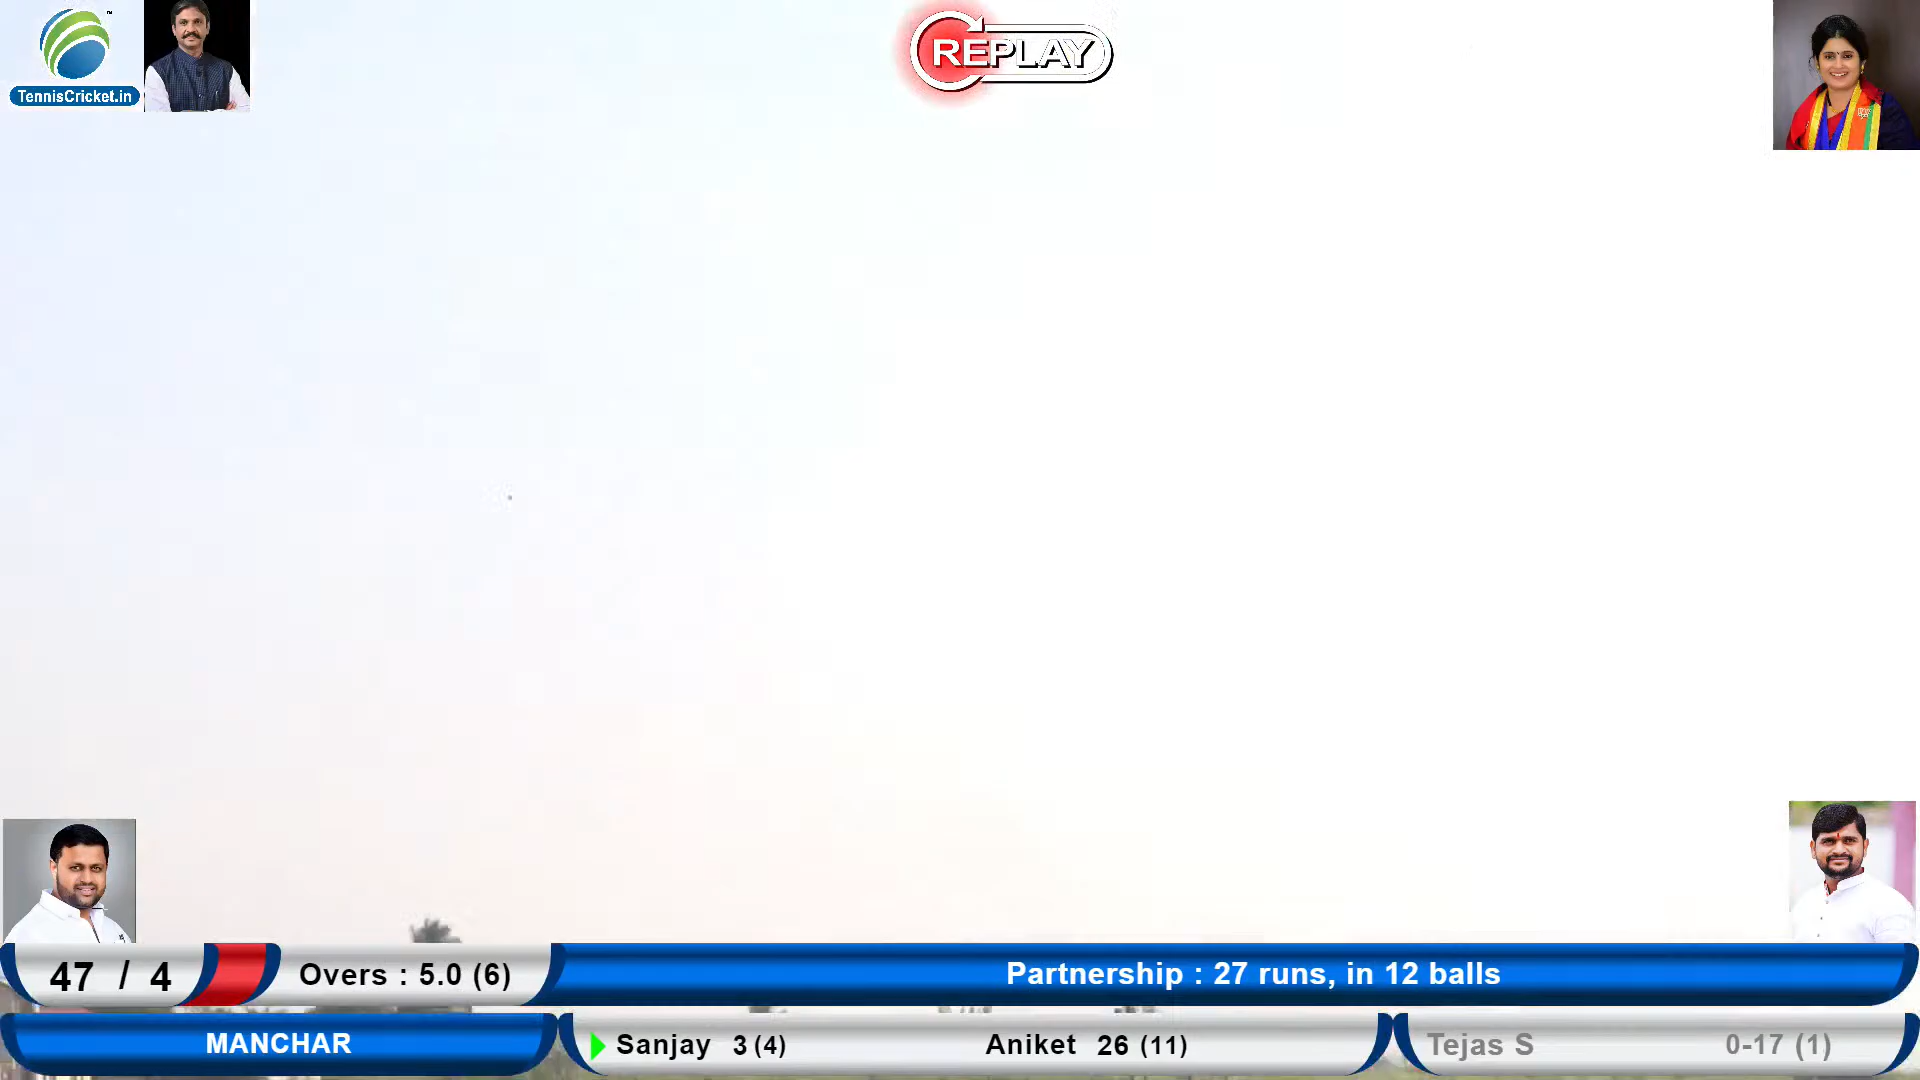 TennisCricket.in
REPLAY
47 / 4
Overs : 5.0 (6)
Partnership : 27 runs, in 12 balls
MANCHAR
Sanjay 3 (4)
Aniket 26 (11)
Tejas S 0-17 (1)